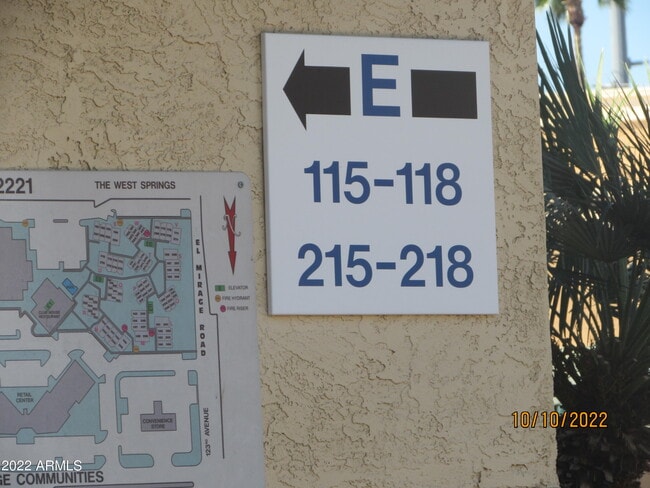 E
115-118
215-218
2221
THE WEST SPRINGS
EL MIRAGE ROAD
ELEVATOR
FIRE HYDRANT
FIRE RISER
RETAIL
CENTER
CONVENIENCE
STORE
123RD AVENUE
GE COMMUNITIES
10/10/2022
2022 ARMLS